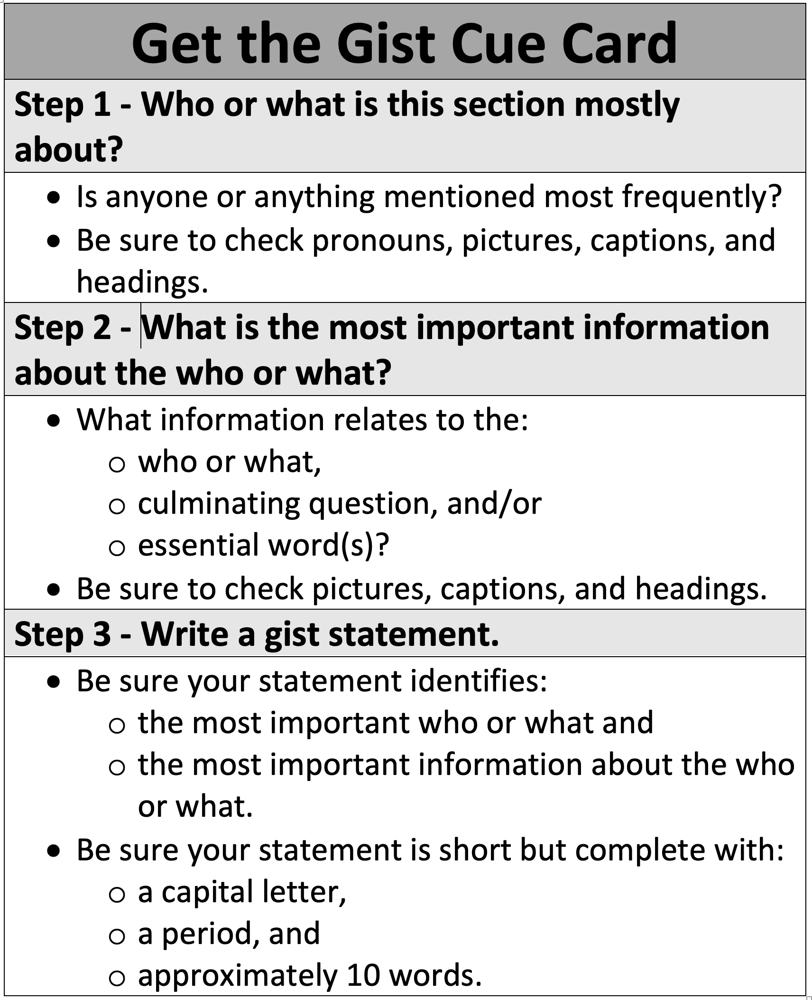 Get the Gist Cue Card
Step 1 - Who or what is this section mostly
about?
• Is anyone or anything mentioned most frequently?
• Be sure to check pronouns, pictures, captions, and
headings.
Step 2 - What is the most important information
about the who or what?
• What information relates to the:
○ who or what,
○ culminating question, and/or
○ essential word(s)?
• Be sure to check pictures, captions, and headings.
Step 3 - Write a gist statement.
• Be sure your statement identifies:
○ the most important who or what and
○ the most important information about the who
or what.
• Be sure your statement is short but complete with:
○ a capital letter,
○ a period, and
○ approximately 10 words.